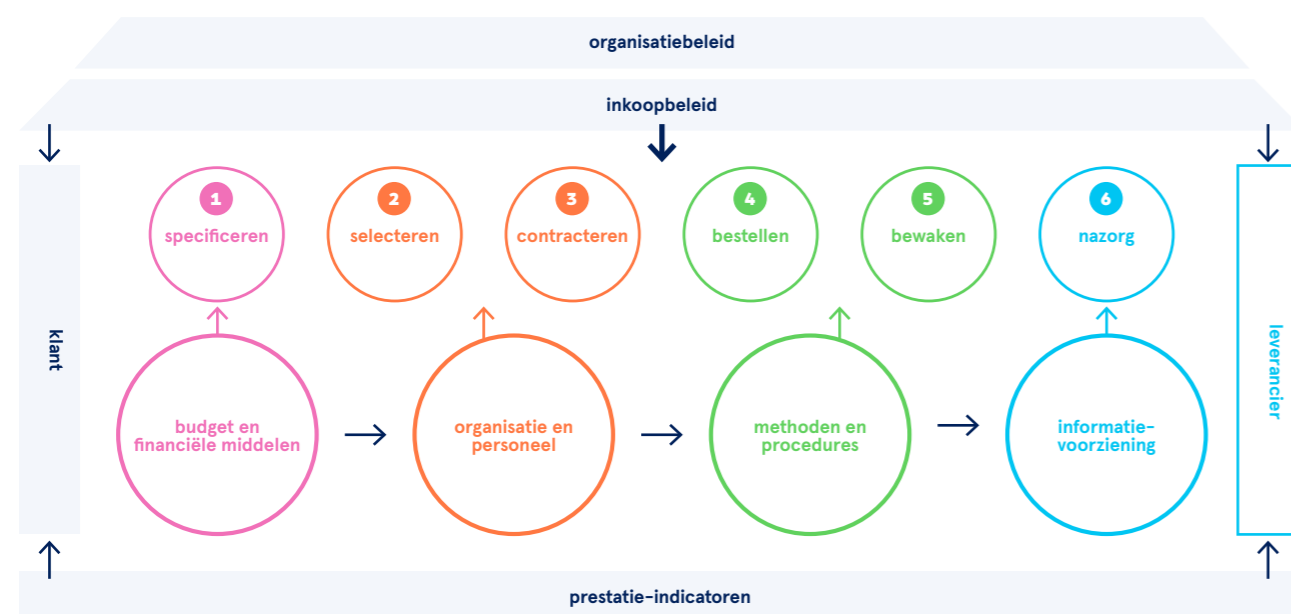 organisatiebeleid
inkoopbeleid
1
specificeren
2
selecteren
3
contracteren
4
bestellen
5
bewaken
6
nazorg
klant
leverancier
budget en
financiële middelen
organisatie en
personeel
methoden en
procedures
informatie-
voorziening
prestatie-indicatoren